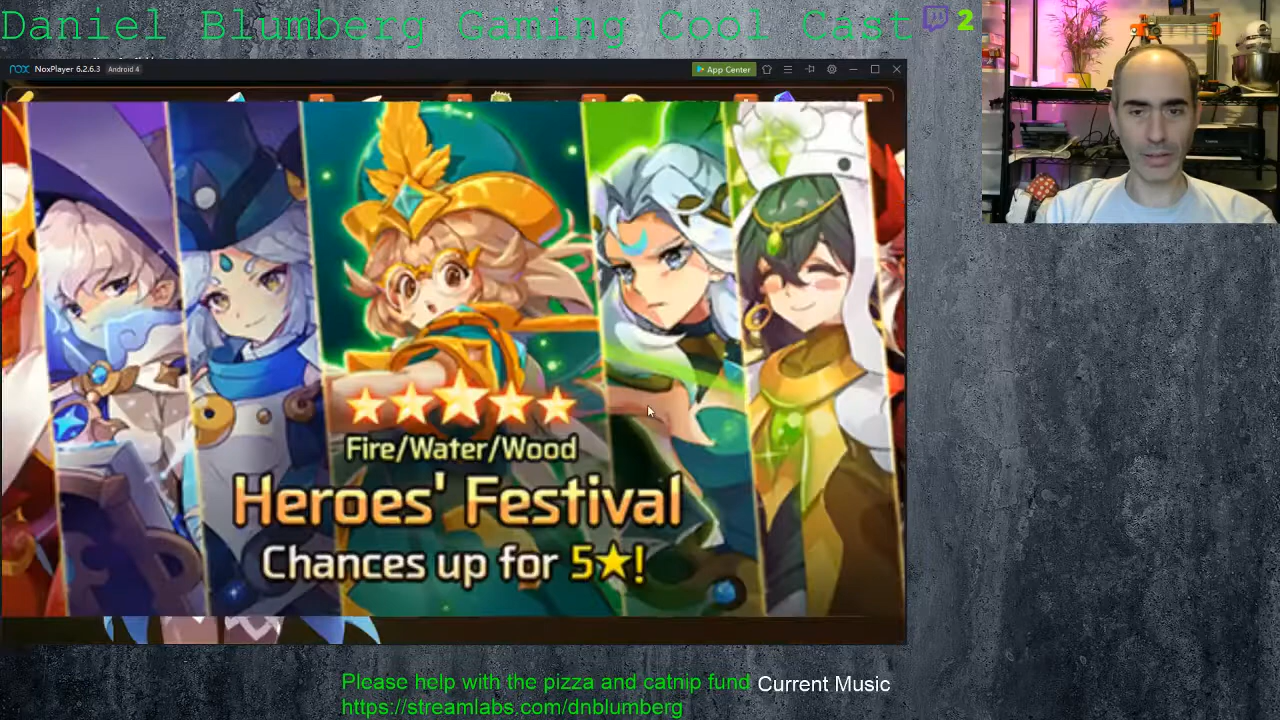 Daniel Blumberg Gaming Cool Cast 2
nox NoxPlayer 6.2.6.3 Android 4 App Center
Fire/Water/Wood
Heroes' Festival
Chances up for 5★!
Please help with the pizza and catnip fund Current Music
https://streamlabs.com/dnblumberg